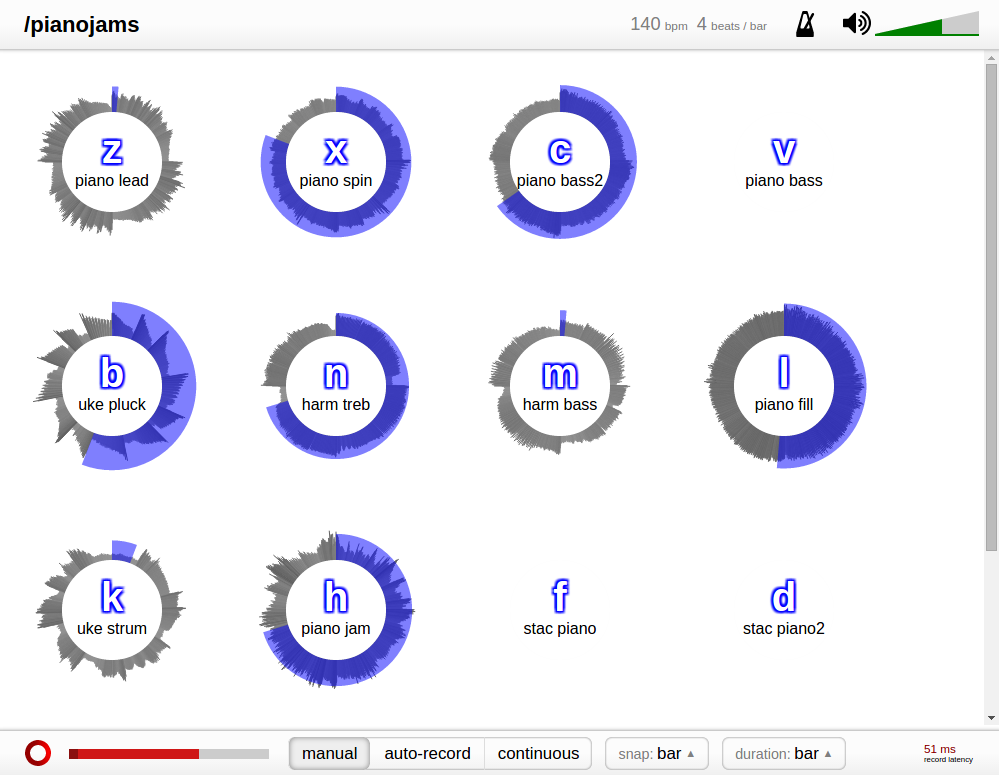 /pianojams
140 bpm 4 beats / bar
z
piano lead
x
piano spin
c
piano bass2
v
piano bass
b
uke pluck
n
harm treb
m
harm bass
l
piano fill
k
uke strum
h
piano jam
f
stac piano
d
stac piano2
manual auto-record continuous snap: bar ▲ duration: bar ▲
51 ms
record latency